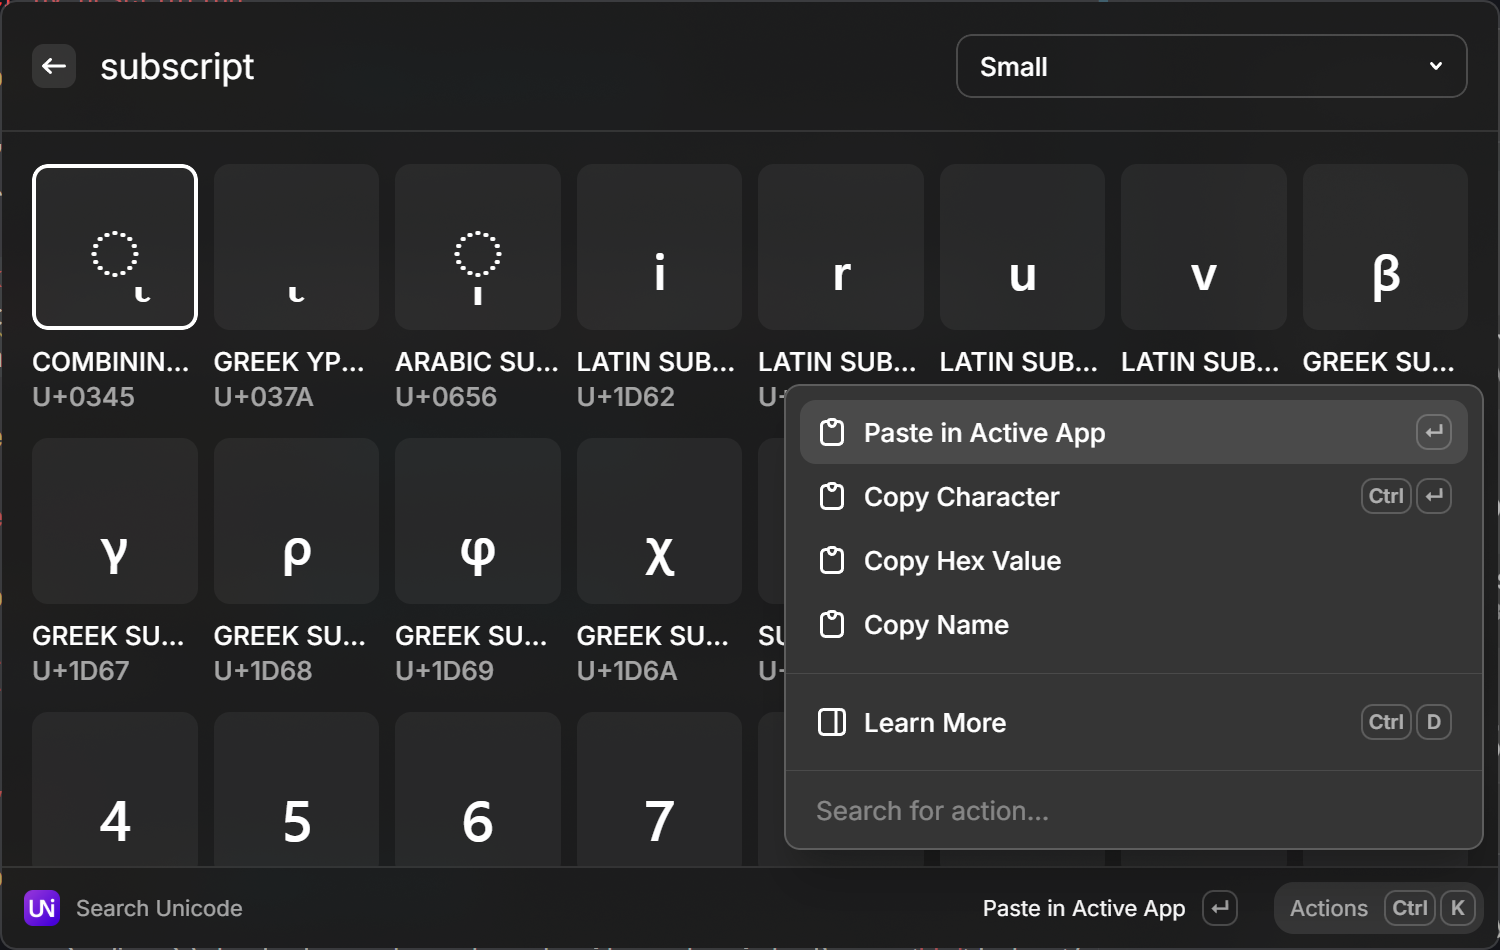 subscript
Small
ͅ
ͺ
ٖ
ᵢ
ᵣ
ᵤ
ᵥ
ᵦ
COMBININ...
GREEK YP...
ARABIC SU...
LATIN SUB...
LATIN SUB...
LATIN SUB...
LATIN SUB...
GREEK SU...
U+0345
U+037A
U+0656
U+1D62
ᵧ
ᵨ
ᵩ
ᵪ
GREEK SU...
GREEK SU...
GREEK SU...
GREEK SU...
U+1D67
U+1D68
U+1D69
U+1D6A
₄
₅
₆
₇
Paste in Active App
Copy Character Ctrl
Copy Hex Value
Copy Name
Learn More Ctrl D
Search for action...
UNi Search Unicode
Paste in Active App
Actions Ctrl K